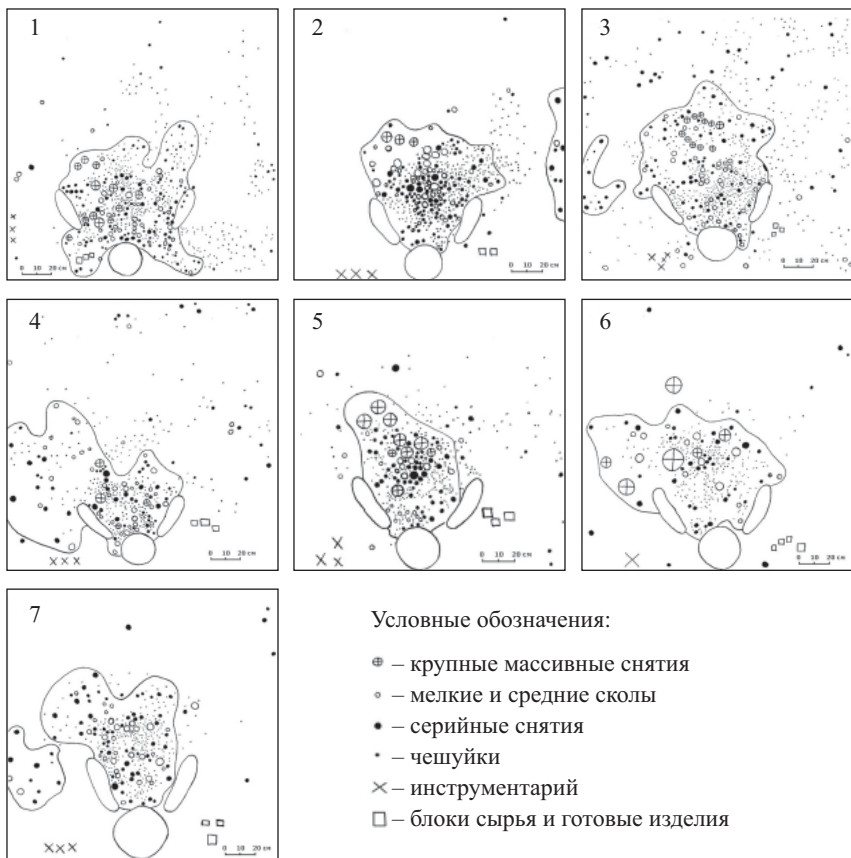 1
2
3
0 10 20 см
0 10 20 см
0 10 20 см
4
5
6
0 10 20 см
0 10 20 см
0 10 20 см
7
0 10 20 см
Условные обозначения:
– крупные массивные снятия
– мелкие и средние сколы
– серийные снятия
– чешуйки
– инструментарий
– блоки сырья и готовые изделия